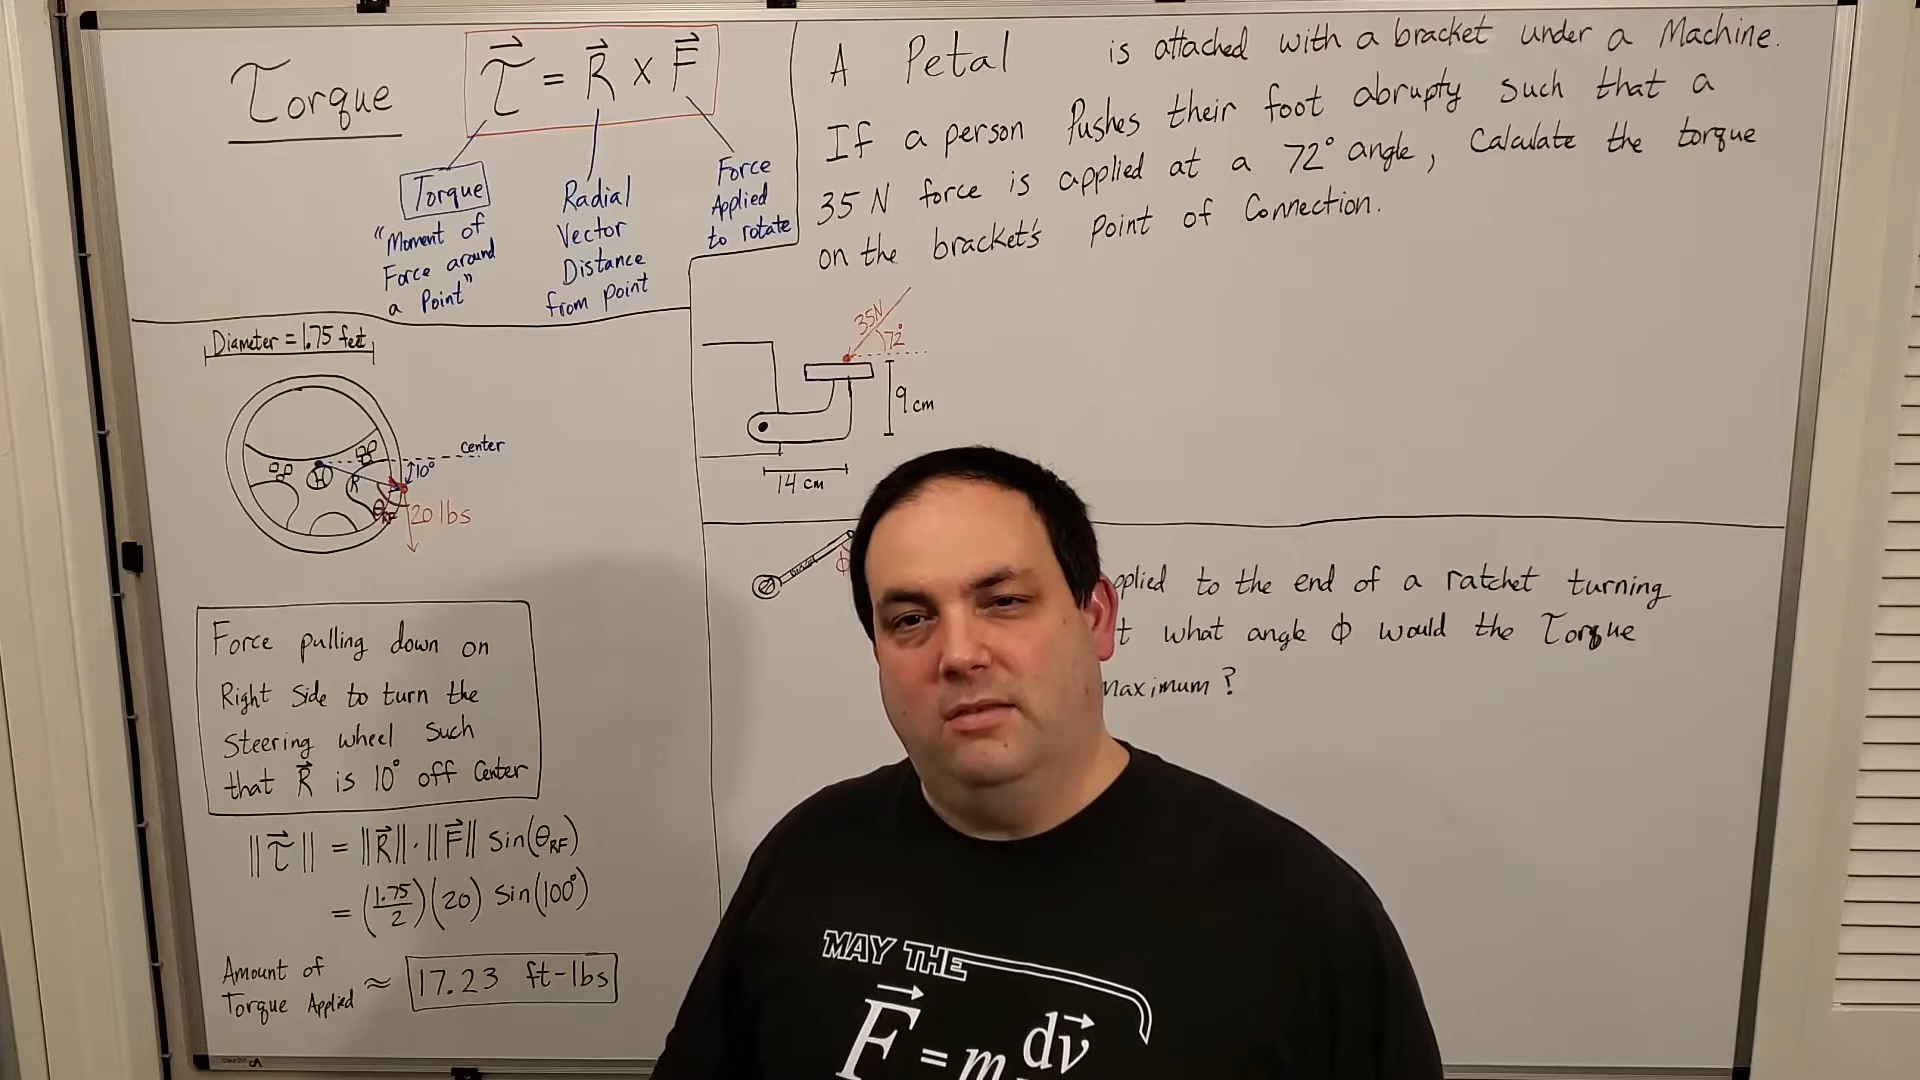 Torque
τ = R x F
Torque
"Moment of
Force around
a Point"
Radial
Vector
Distance
from point
Force
Applied
to rotate
A Petal is attached with a bracket under a Machine.
If a person Pushes their foot abrupty such that a
35 N force is applied at a 72° angle, Calculate the torque
on the bracket's Point of Connection.
35N
72°
9 cm
14 cm
Diameter = 1.75 feet
center
10°
H
R
θRF
20 lbs
Force pulling down on
Right Side to turn the
Steering wheel Such
that R is 10° off Center
||τ|| = ||R||·||F|| Sin(θRF)
= (1.75/2)(20) Sin(100°)
Amount of
Torque Applied
≈ 17.23 ft-lbs
ϕ
pplied to the end of a ratchet turning
t what angle ϕ would the Torque
maximum?
MAY THE
F = m dv